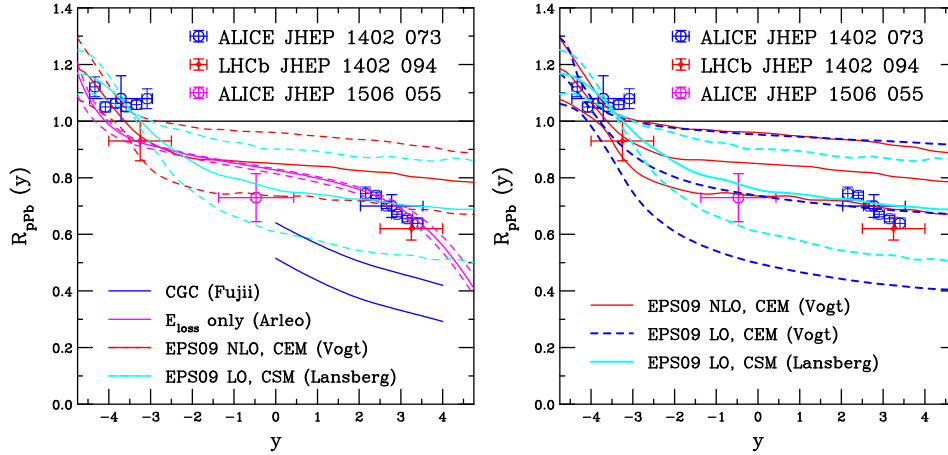 1.4
1.2
1.0
0.8
0.6
0.4
0.2
0.0
R_pPb (y)
ALICE JHEP 1402 073
LHCb JHEP 1402 094
ALICE JHEP 1506 055
CGC (Fujii)
E_loss only (Arleo)
EPS09 NLO, CEM (Vogt)
EPS09 LO, CSM (Lansberg)
−4 −3 −2 −1 0 1 2 3 4
y
1.4
1.2
1.0
0.8
0.6
0.4
0.2
0.0
R_pPb (y)
ALICE JHEP 1402 073
LHCb JHEP 1402 094
ALICE JHEP 1506 055
EPS09 NLO, CEM (Vogt)
EPS09 LO, CEM (Vogt)
EPS09 LO, CSM (Lansberg)
−4 −3 −2 −1 0 1 2 3 4
y